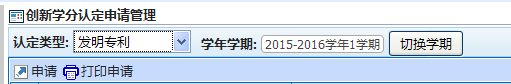 创新学分认定申请管理
认定类型: 发明专利 学年学期: 2015-2016学年1学期 切换学期
申请 打印申请